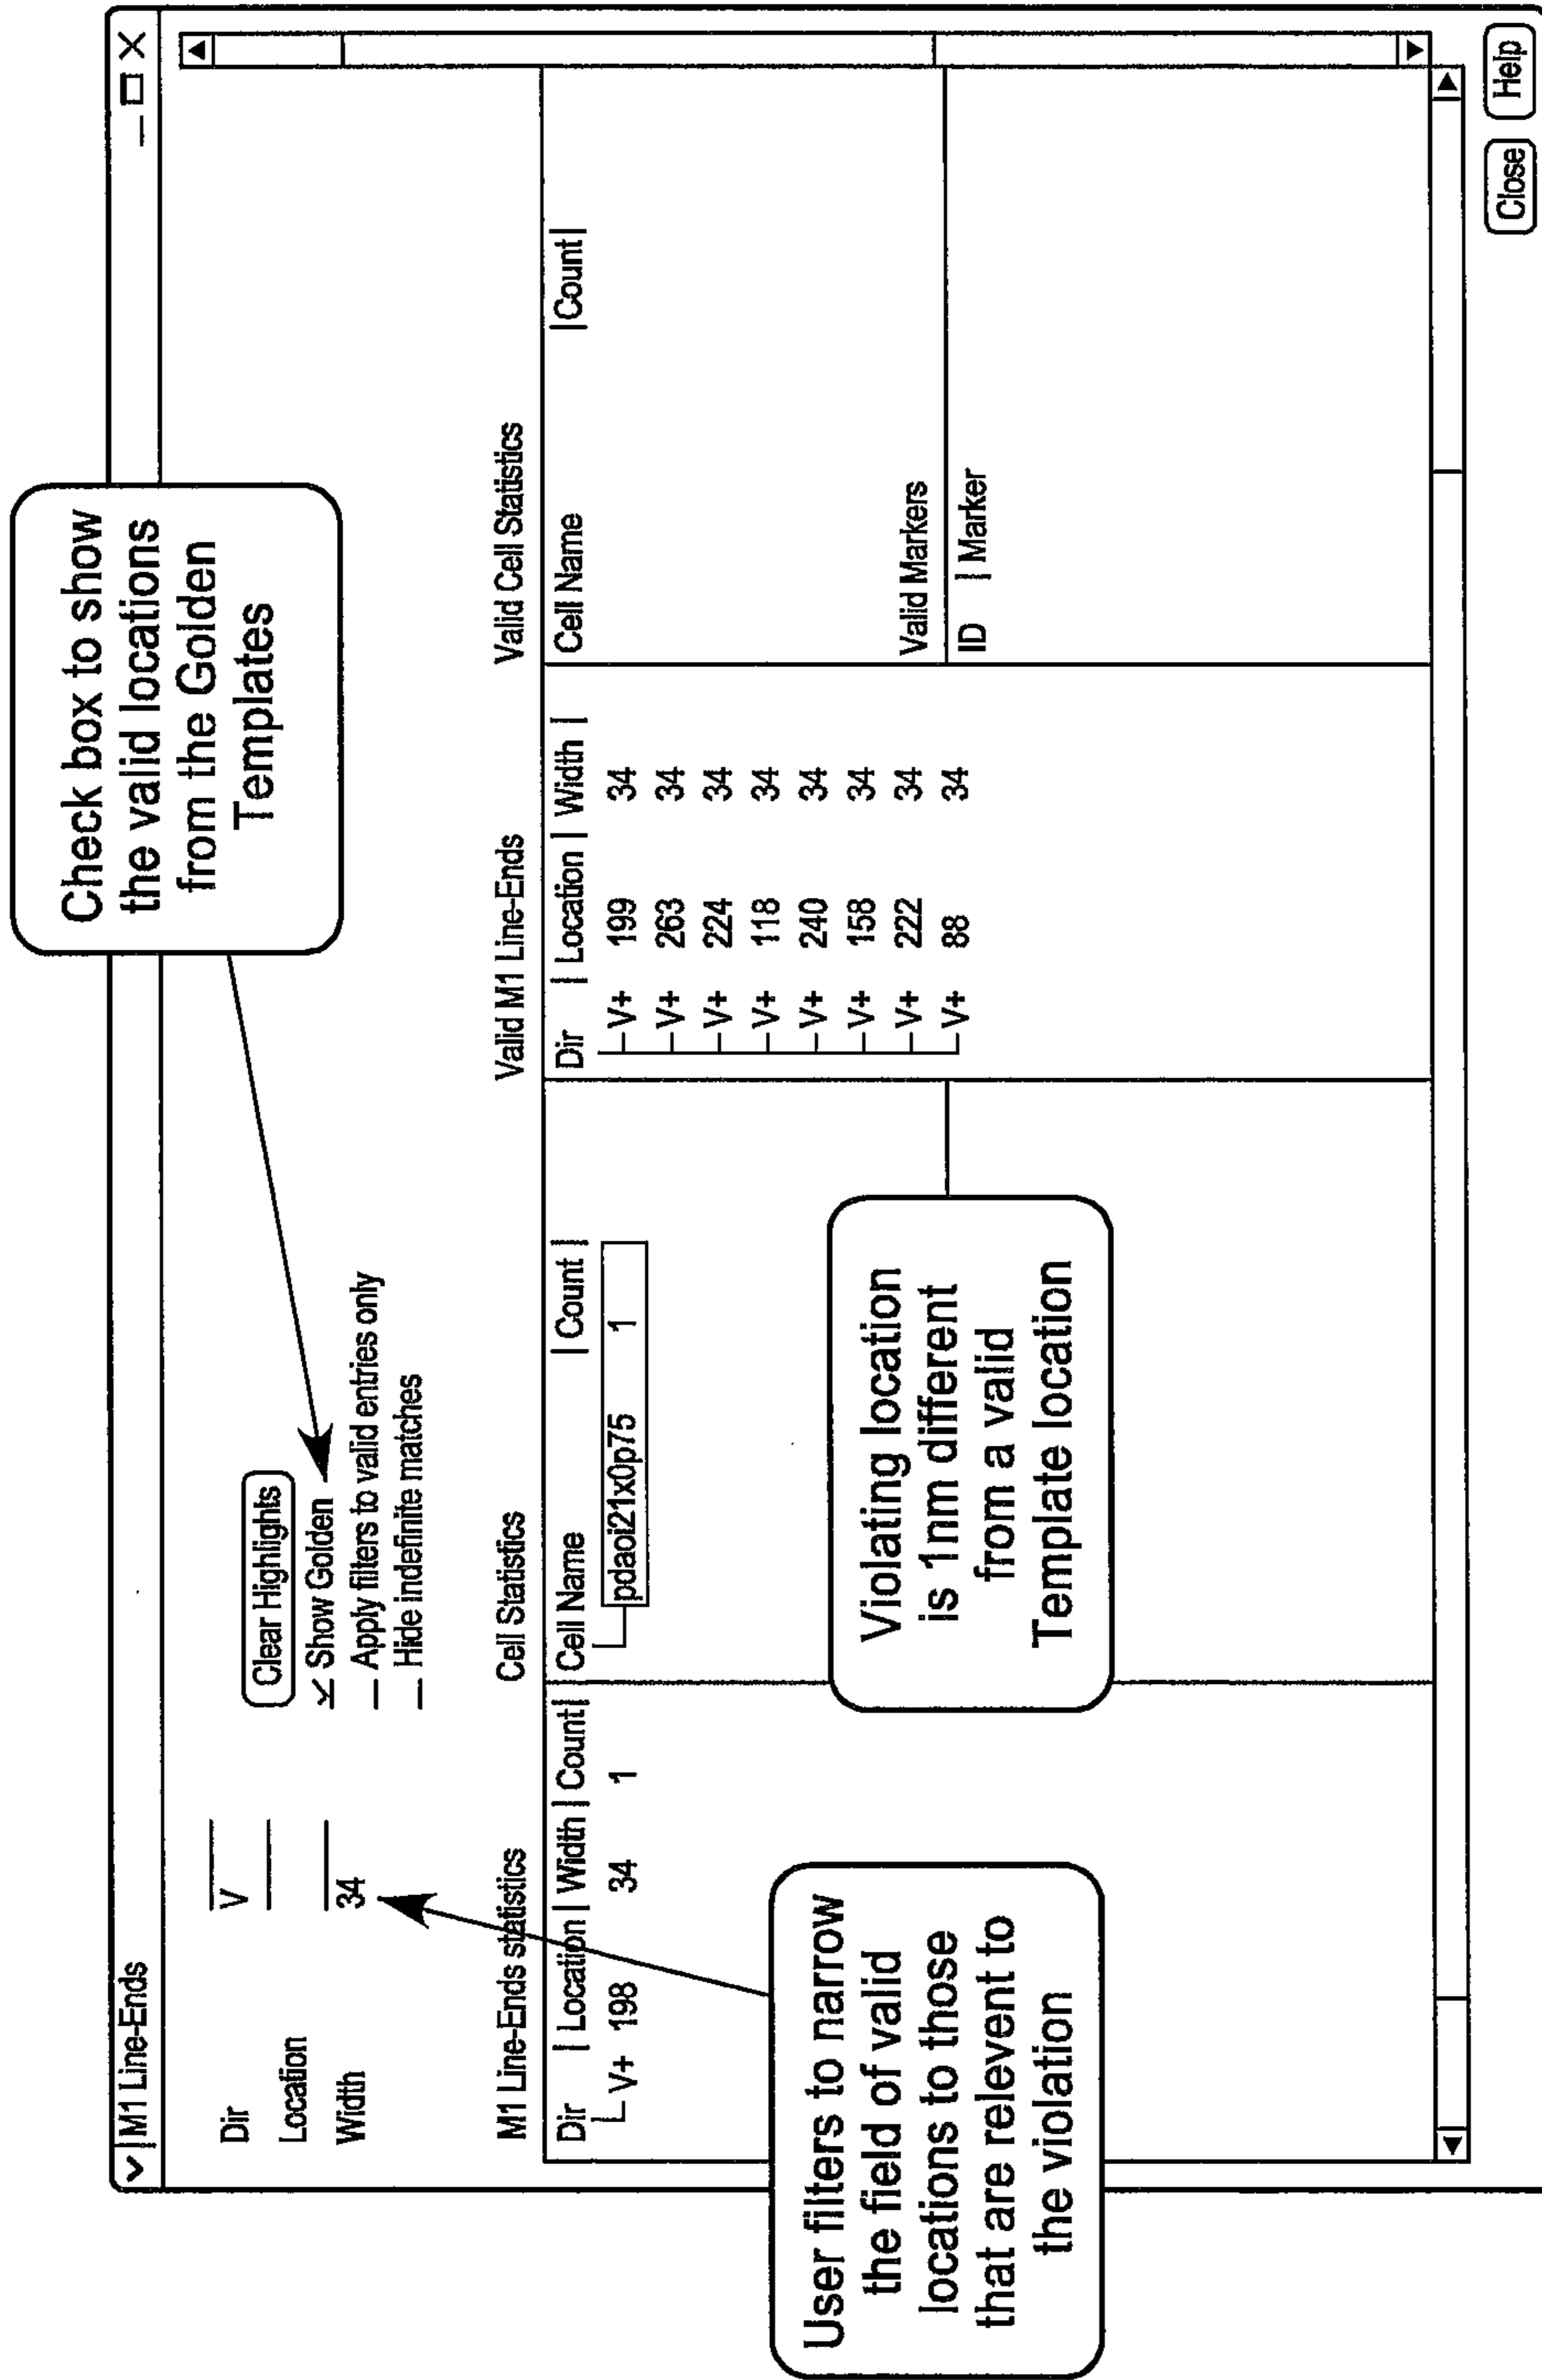 Check box to show
the valid locations
from the Golden
Templates
M1 Line-Ends
Dir V
Location
Width 34
Clear Highlights
Show Golden
Apply filters to valid entries only
Hide indefinite matches
M1 Line-Ends statistics
Dir | Location | Width | Count|
V+ 198 34 1
Cell Statistics
Cell Name |Count |
pdaoi21x0p75 1
Valid M1 Line-Ends
Dir | Location | Width |
V+ 199 34
V+ 263 34
V+ 224 34
V+ 118 34
V+ 240 34
V+ 158 34
V+ 222 34
V+ 88 34
Valid Cell Statistics
Cell Name |Count|
Valid Markers
ID | Marker
User filters to narrow
the field of valid
locations to those
that are relevent to
the violation
Violating location
is 1nm different
from a valid
Template location
Close Help